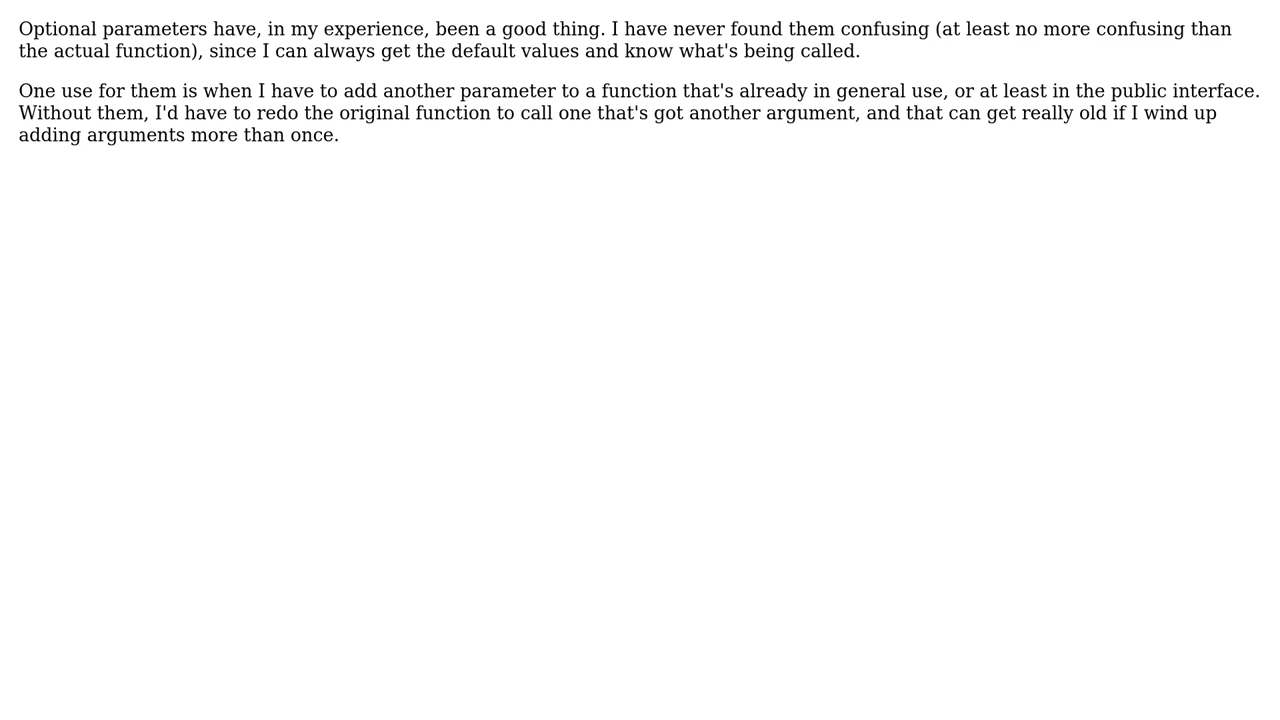 Optional parameters have, in my experience, been a good thing. I have never found them confusing (at least no more confusing than
the actual function), since I can always get the default values and know what's being called.
One use for them is when I have to add another parameter to a function that's already in general use, or at least in the public interface.
Without them, I'd have to redo the original function to call one that's got another argument, and that can get really old if I wind up
adding arguments more than once.